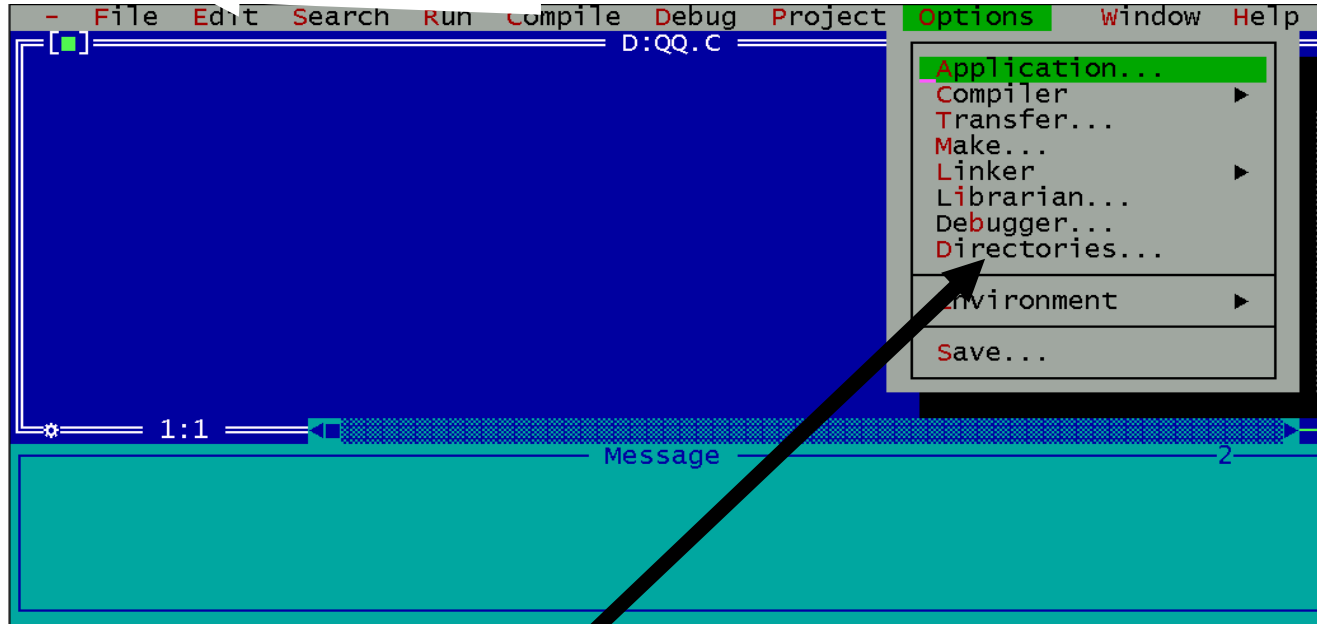 - File Edit Search Run Compile Debug Project Options Window Help
D:QQ.C
Application...
Compiler
Transfer...
Make...
Linker
Librarian...
Debugger...
Directories...
Environment
Save...
1:1
Message 2